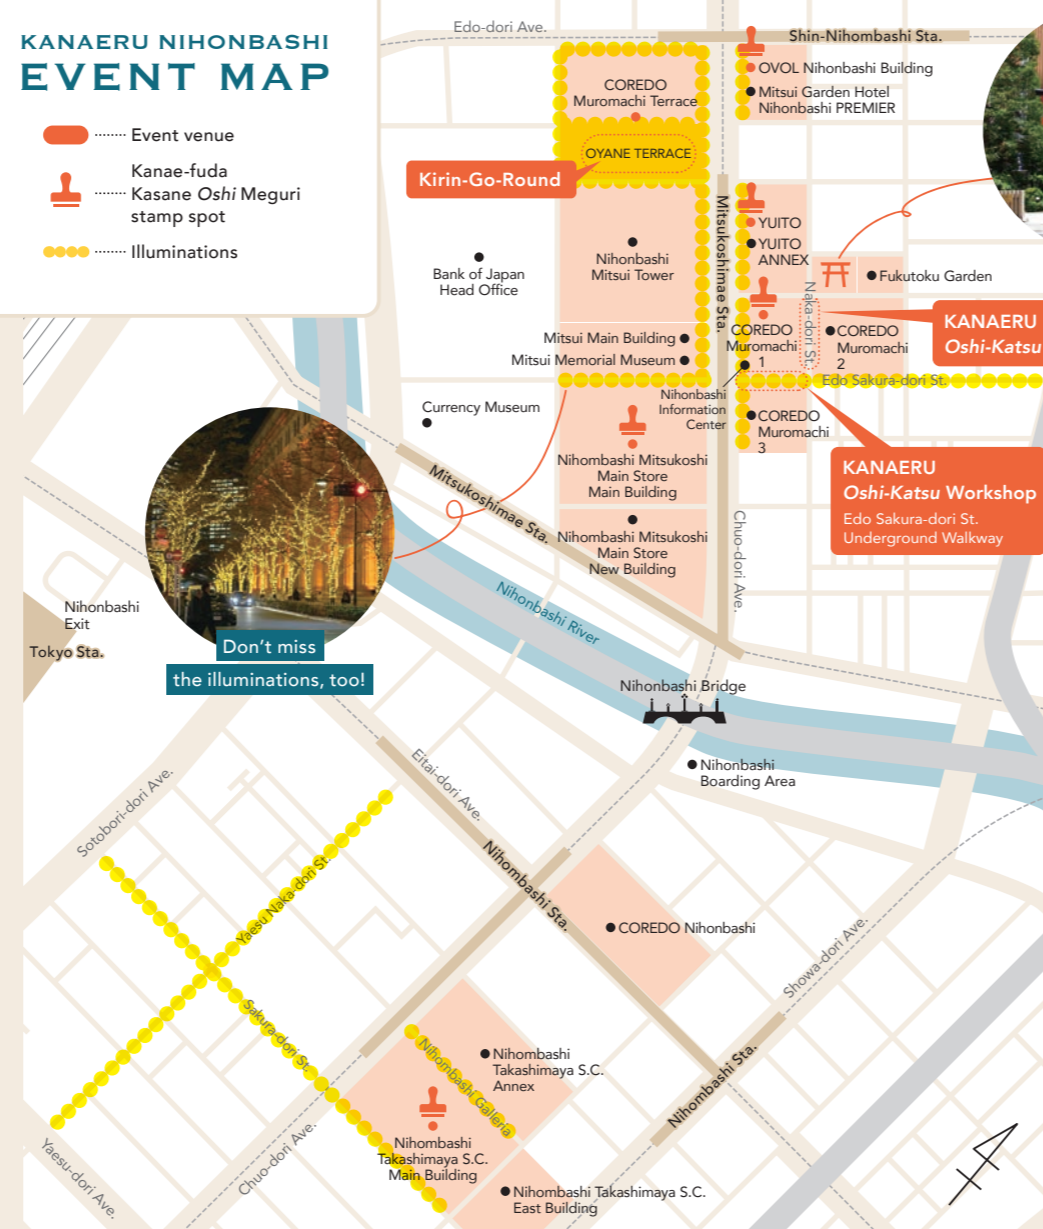 KANAERU NIHONBASHI
EVENT MAP
Event venue
Kanae-fuda
Kasane Oshi Meguri
stamp spot
Illuminations
Edo-dori Ave.
Shin-Nihombashi Sta.
OVOL Nihonbashi Building
Mitsui Garden Hotel
Nihonbashi PREMIER
COREDO
Muromachi Terrace
OYANE TERRACE
Kirin-Go-Round
Mitsukoshimae Sta.
YUITO
YUITO
ANNEX
Fukutoku Garden
Nihonbashi
Mitsui Tower
Bank of Japan
Head Office
Naka-dori St.
KANAERU
Oshi-Katsu
COREDO
Muromachi
1
COREDO
Muromachi
2
Mitsui Main Building
Mitsui Memorial Museum
Edo Sakura-dori St.
Nihonbashi
Information
Center
Currency Museum
COREDO
Muromachi
3
KANAERU
Oshi-Katsu Workshop
Edo Sakura-dori St.
Underground Walkway
Nihombashi Mitsukoshi
Main Store
Main Building
Mitsukoshimae Sta.
Nihombashi Mitsukoshi
Main Store
New Building
Chuo-dori Ave.
Nihonbashi River
Nihonbashi
Exit
Tokyo Sta.
Don't miss
the illuminations, too!
Nihonbashi Bridge
Nihonbashi
Boarding Area
Sotobori-dori Ave.
Eitai-dori Ave.
Nihombashi Sta.
Yaesu Naka-dori St.
COREDO Nihonbashi
Showa-dori Ave.
Sakura-dori St.
Nihombashi Galleria
Nihombashi
Takashimaya S.C.
Annex
Nihombashi Sta.
Nihombashi
Takashimaya S.C.
Main Building
Yaesu-dori Ave.
Chuo-dori Ave.
Nihombashi Takashimaya S.C.
East Building